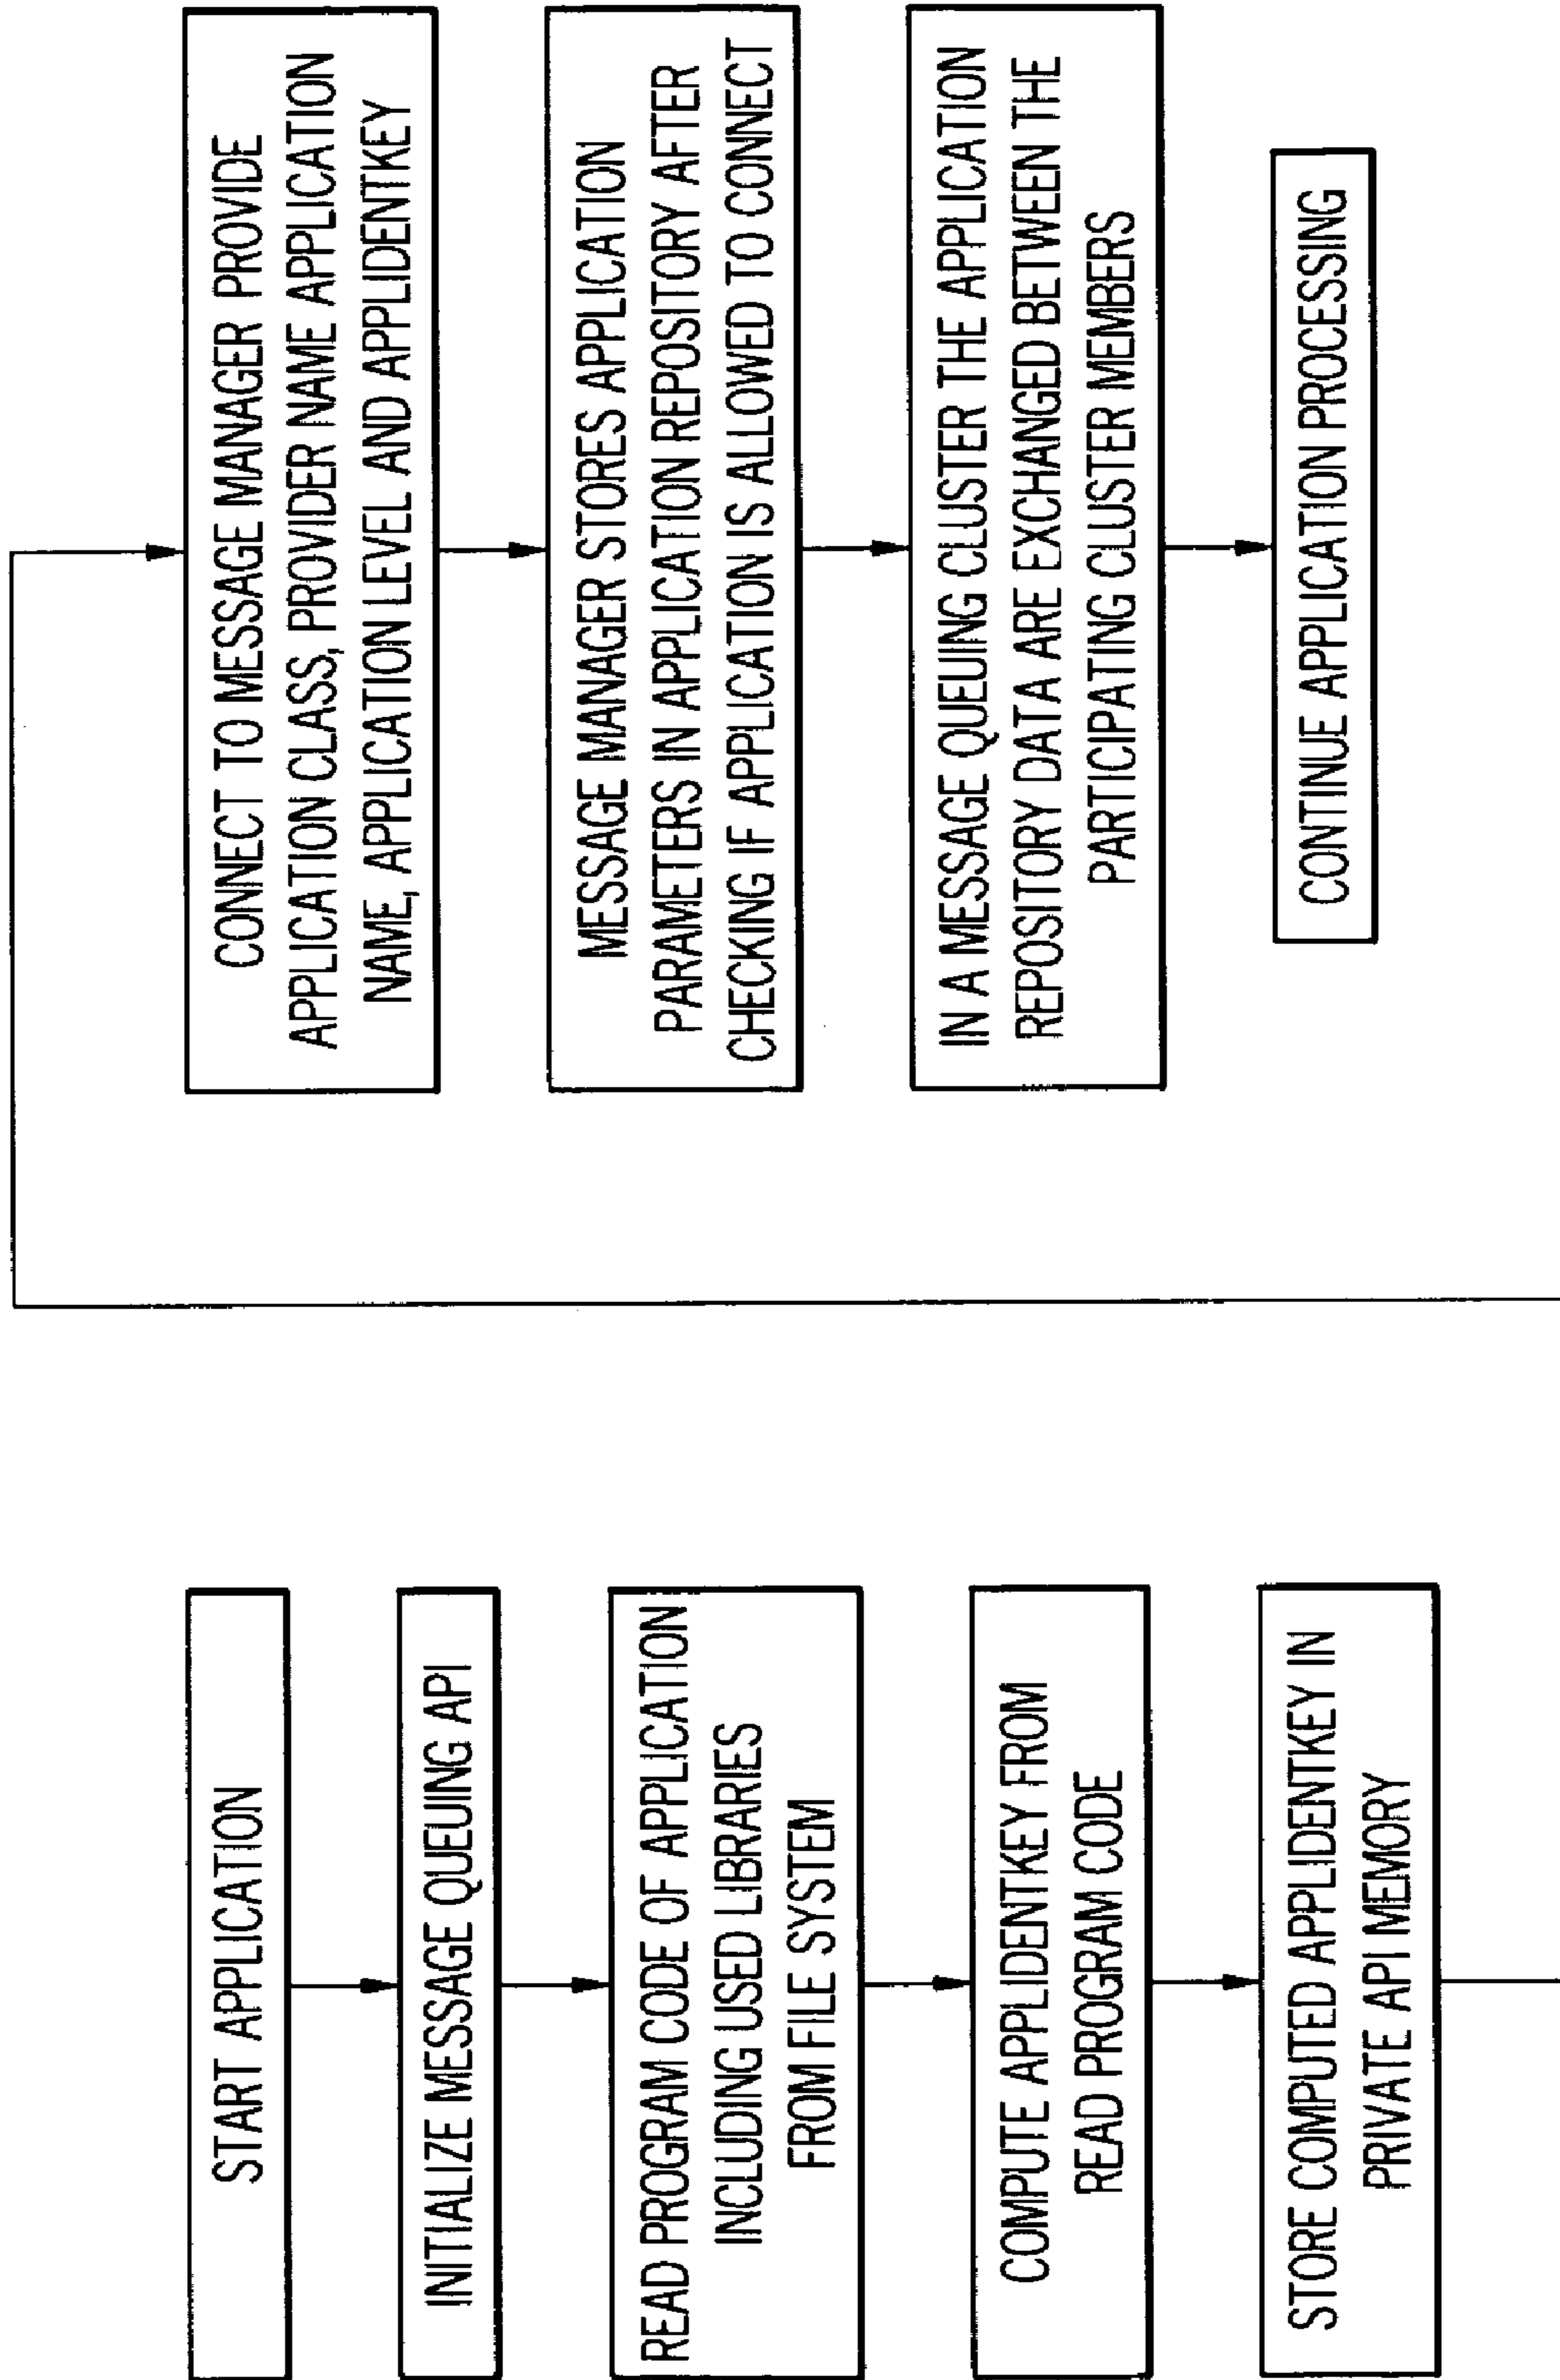 START APPLICATION
INITIALIZE MESSAGE QUEUING API
READ PROGRAM CODE OF APPLICATION
INCLUDING USED LIBRARIES
FROM FILE SYSTEM
COMPUTE APPLIDENTKEY FROM
READ PROGRAM CODE
STORE COMPUTED APPLIDENTKEY IN
PRIVATE API MEMORY
CONNECT TO MESSAGE MANAGER PROVIDE
APPLICATION CLASS, PROVIDER NAME APPLICATION
NAME, APPLICATION LEVEL AND APPLIDENTKEY
MESSAGE MANAGER STORES APPLICATION
PARAMETERS IN APPLICATION REPOSITORY AFTER
CHECKING IF APPLICATION IS ALLOWED TO CONNECT
IN A MESSAGE QUEUING CLUSTER THE APPLICATION
REPOSITORY DATA ARE EXCHANGED BETWEEN THE
PARTICIPATING CLUSTER MEMBERS
CONTINUE APPLICATION PROCESSING